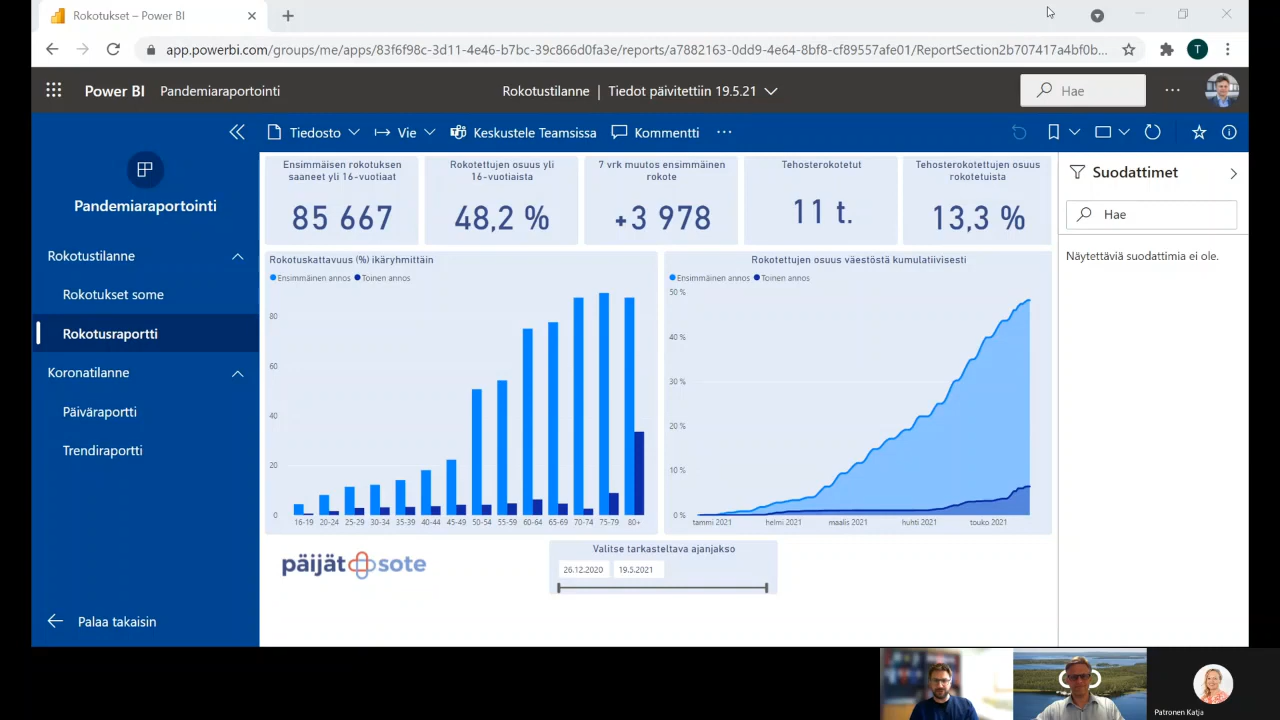 Rokotukset – Power BI
app.powerbi.com/groups/me/apps/83f6f98c-3d11-4e46-b7bc-39c866d0fa3e/reports/a7882163-0dd9-4e64-8bf8-cf89557afe01/ReportSection2b707417a4bf0b...
T
Power BI Pandemiaraportointi
Rokotustilanne | Tiedot päivitettiin 19.5.21
Hae
Tiedosto Vie Keskustele Teamsissa Kommentti
Pandemiaraportointi
Rokotustilanne
Rokotukset some
Rokotusraportti
Koronatilanne
Päiväraportti
Trendiraportti
Palaa takaisin
Ensimmäisen rokotuksen
saaneet yli 16-vuotiaat
85 667
Rokotettujen osuus yli
16-vuotiaista
48,2 %
7 vrk muutos ensimmäinen
rokote
+3 978
Tehosterokotetut
11 t.
Tehosterokotettujen osuus
rokotetuista
13,3 %
Rokotuskattavuus (%) ikäryhmittäin
Ensimmäinen annos Toinen annos
80
60
40
20
0
16-19 20-24 25-29 30-34 35-39 40-44 45-49 50-54 55-59 60-64 65-69 70-74 75-79 80+
Rokotettujen osuus väestöstä kumulatiivisesti
Ensimmäinen annos Toinen annos
50 %
40 %
30 %
20 %
10 %
0 %
tammi 2021 helmi 2021 maalis 2021 huhti 2021 touko 2021
päijät sote
Valitse tarkasteltava ajanjakso
26.12.2020 19.5.2021
Suodattimet
Hae
Näytettäviä suodattimia ei ole.
Patronen Katja